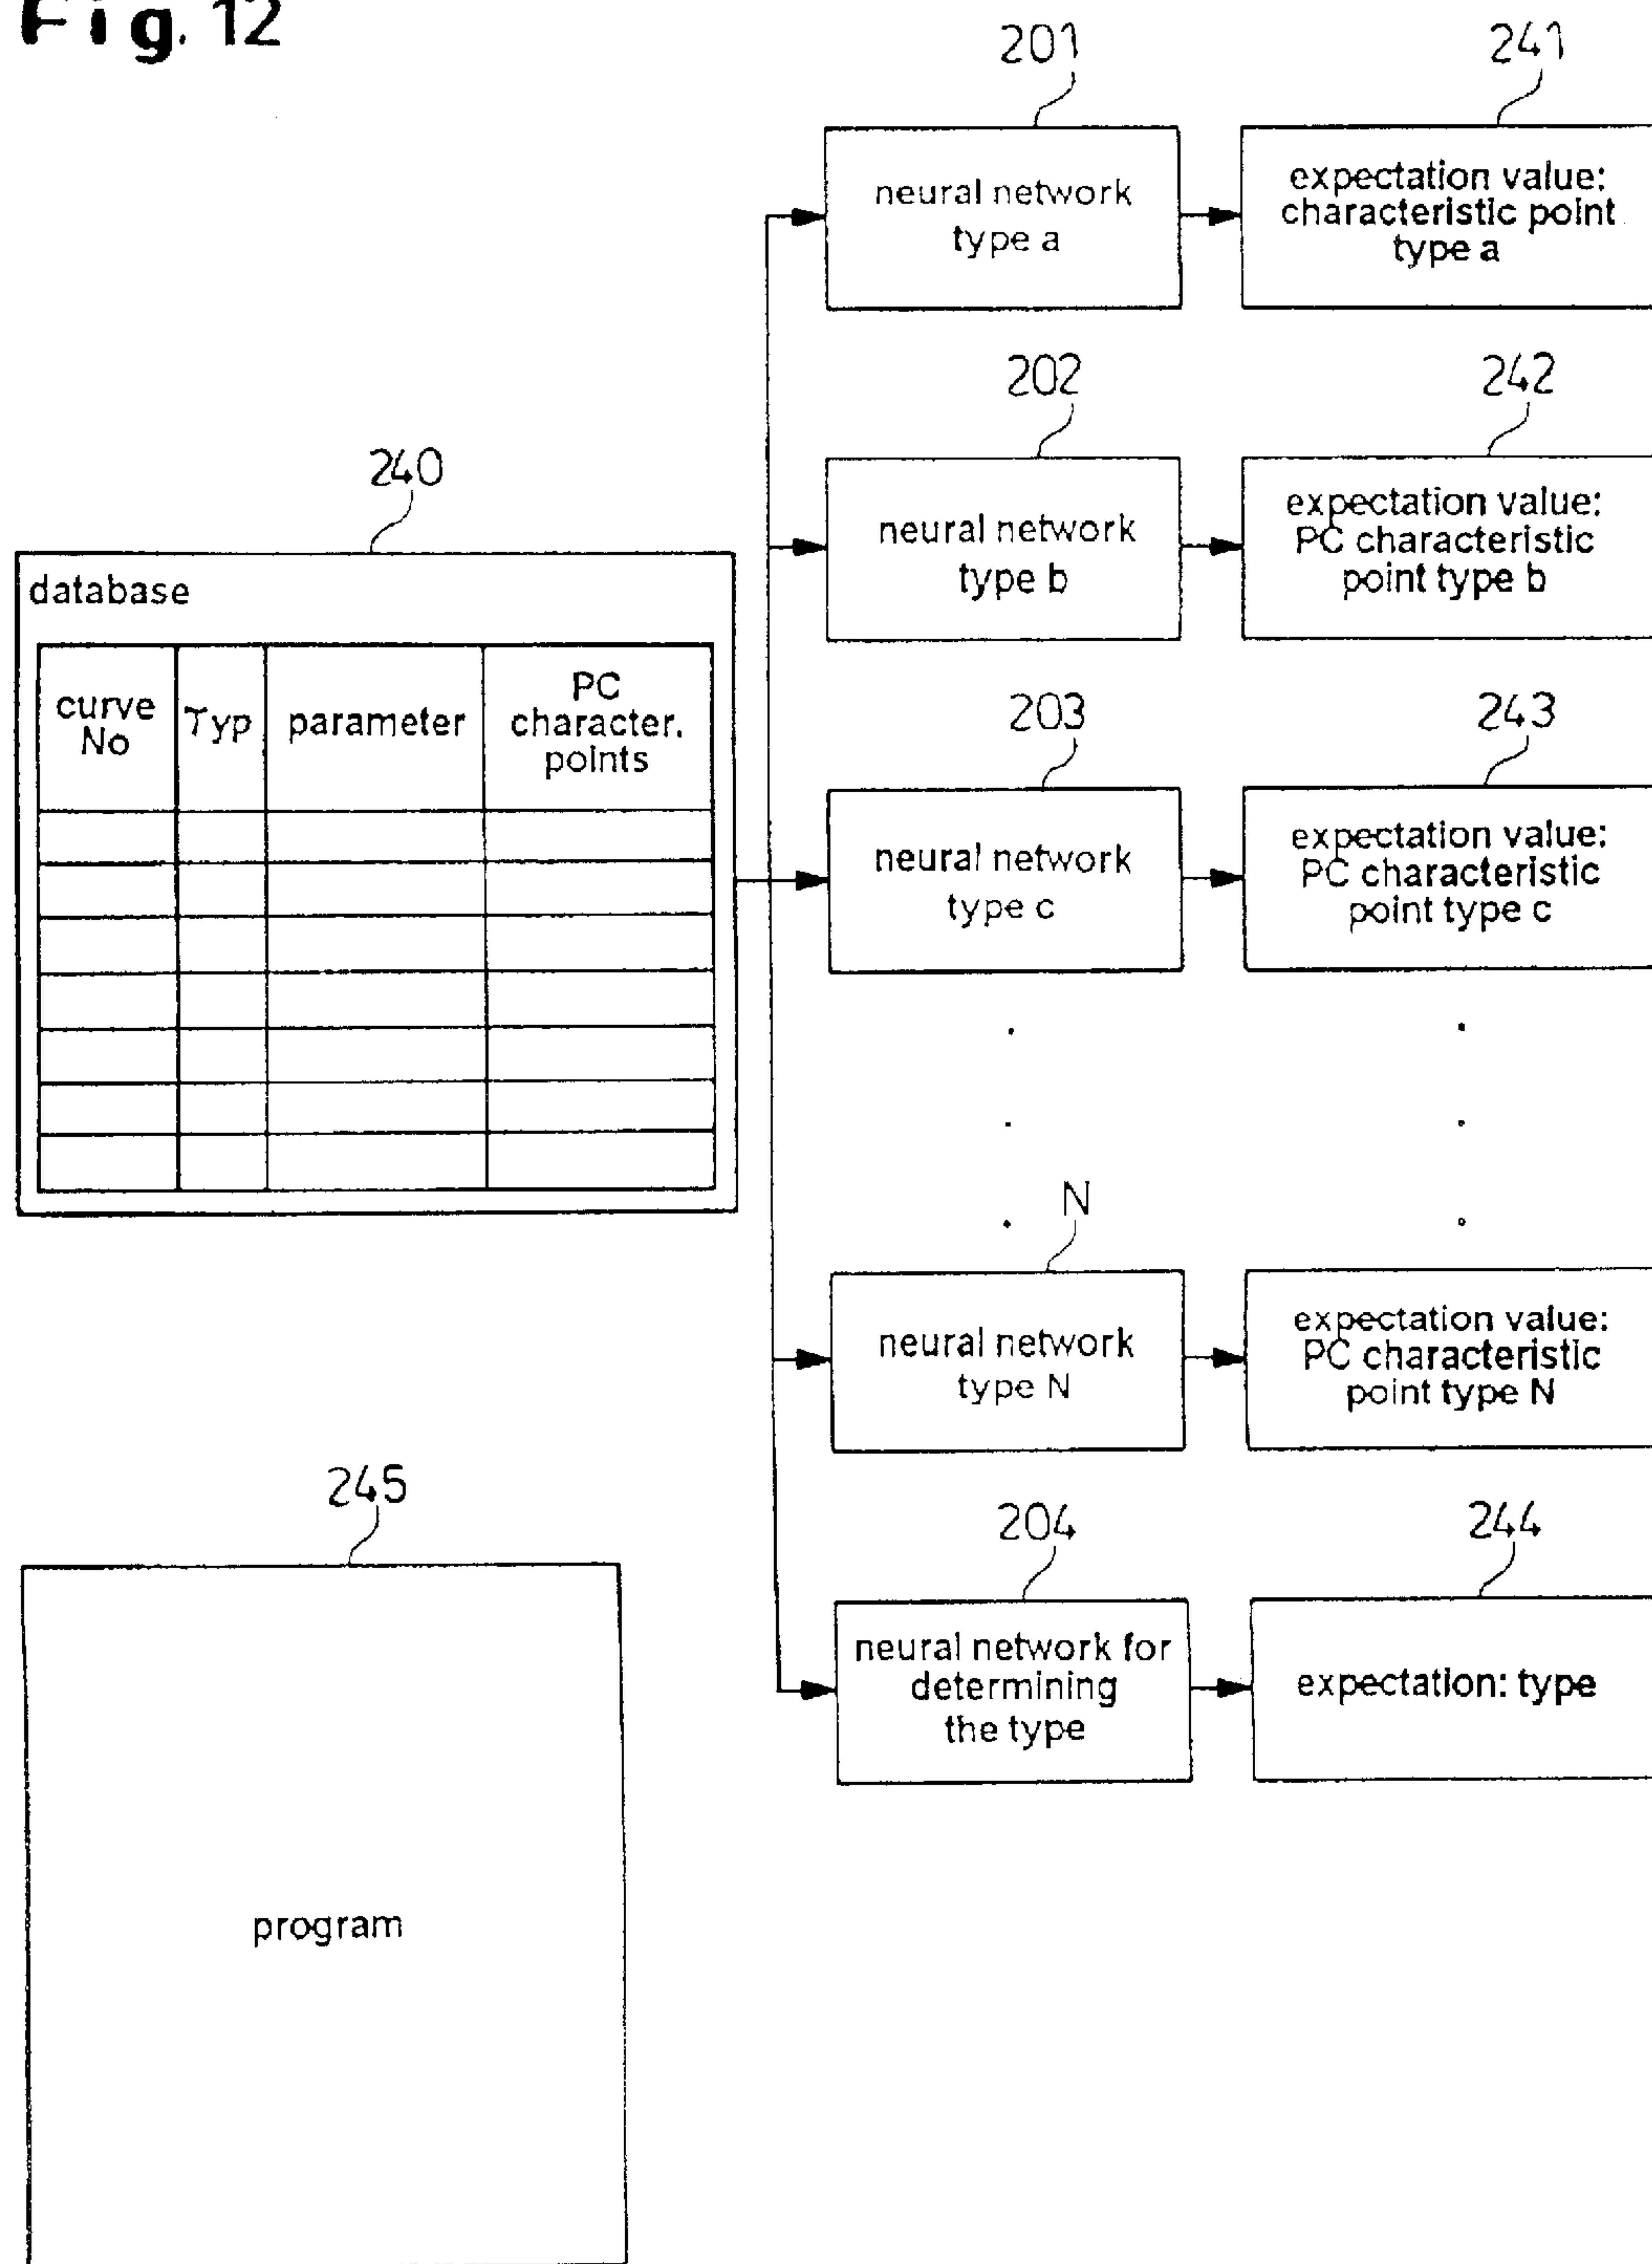 Fig. 12
201
241
neural network
type a
expectation value:
characteristic point
type a
202
242
neural network
type b
expectation value:
PC characteristic
point type b
240
database
curve
No
Typ
parameter
PC
character.
points
203
243
neural network
type c
expectation value:
PC characteristic
point type c
N
neural network
type N
expectation value:
PC characteristic
point type N
245
program
204
244
neural network for
determining
the type
expectation: type